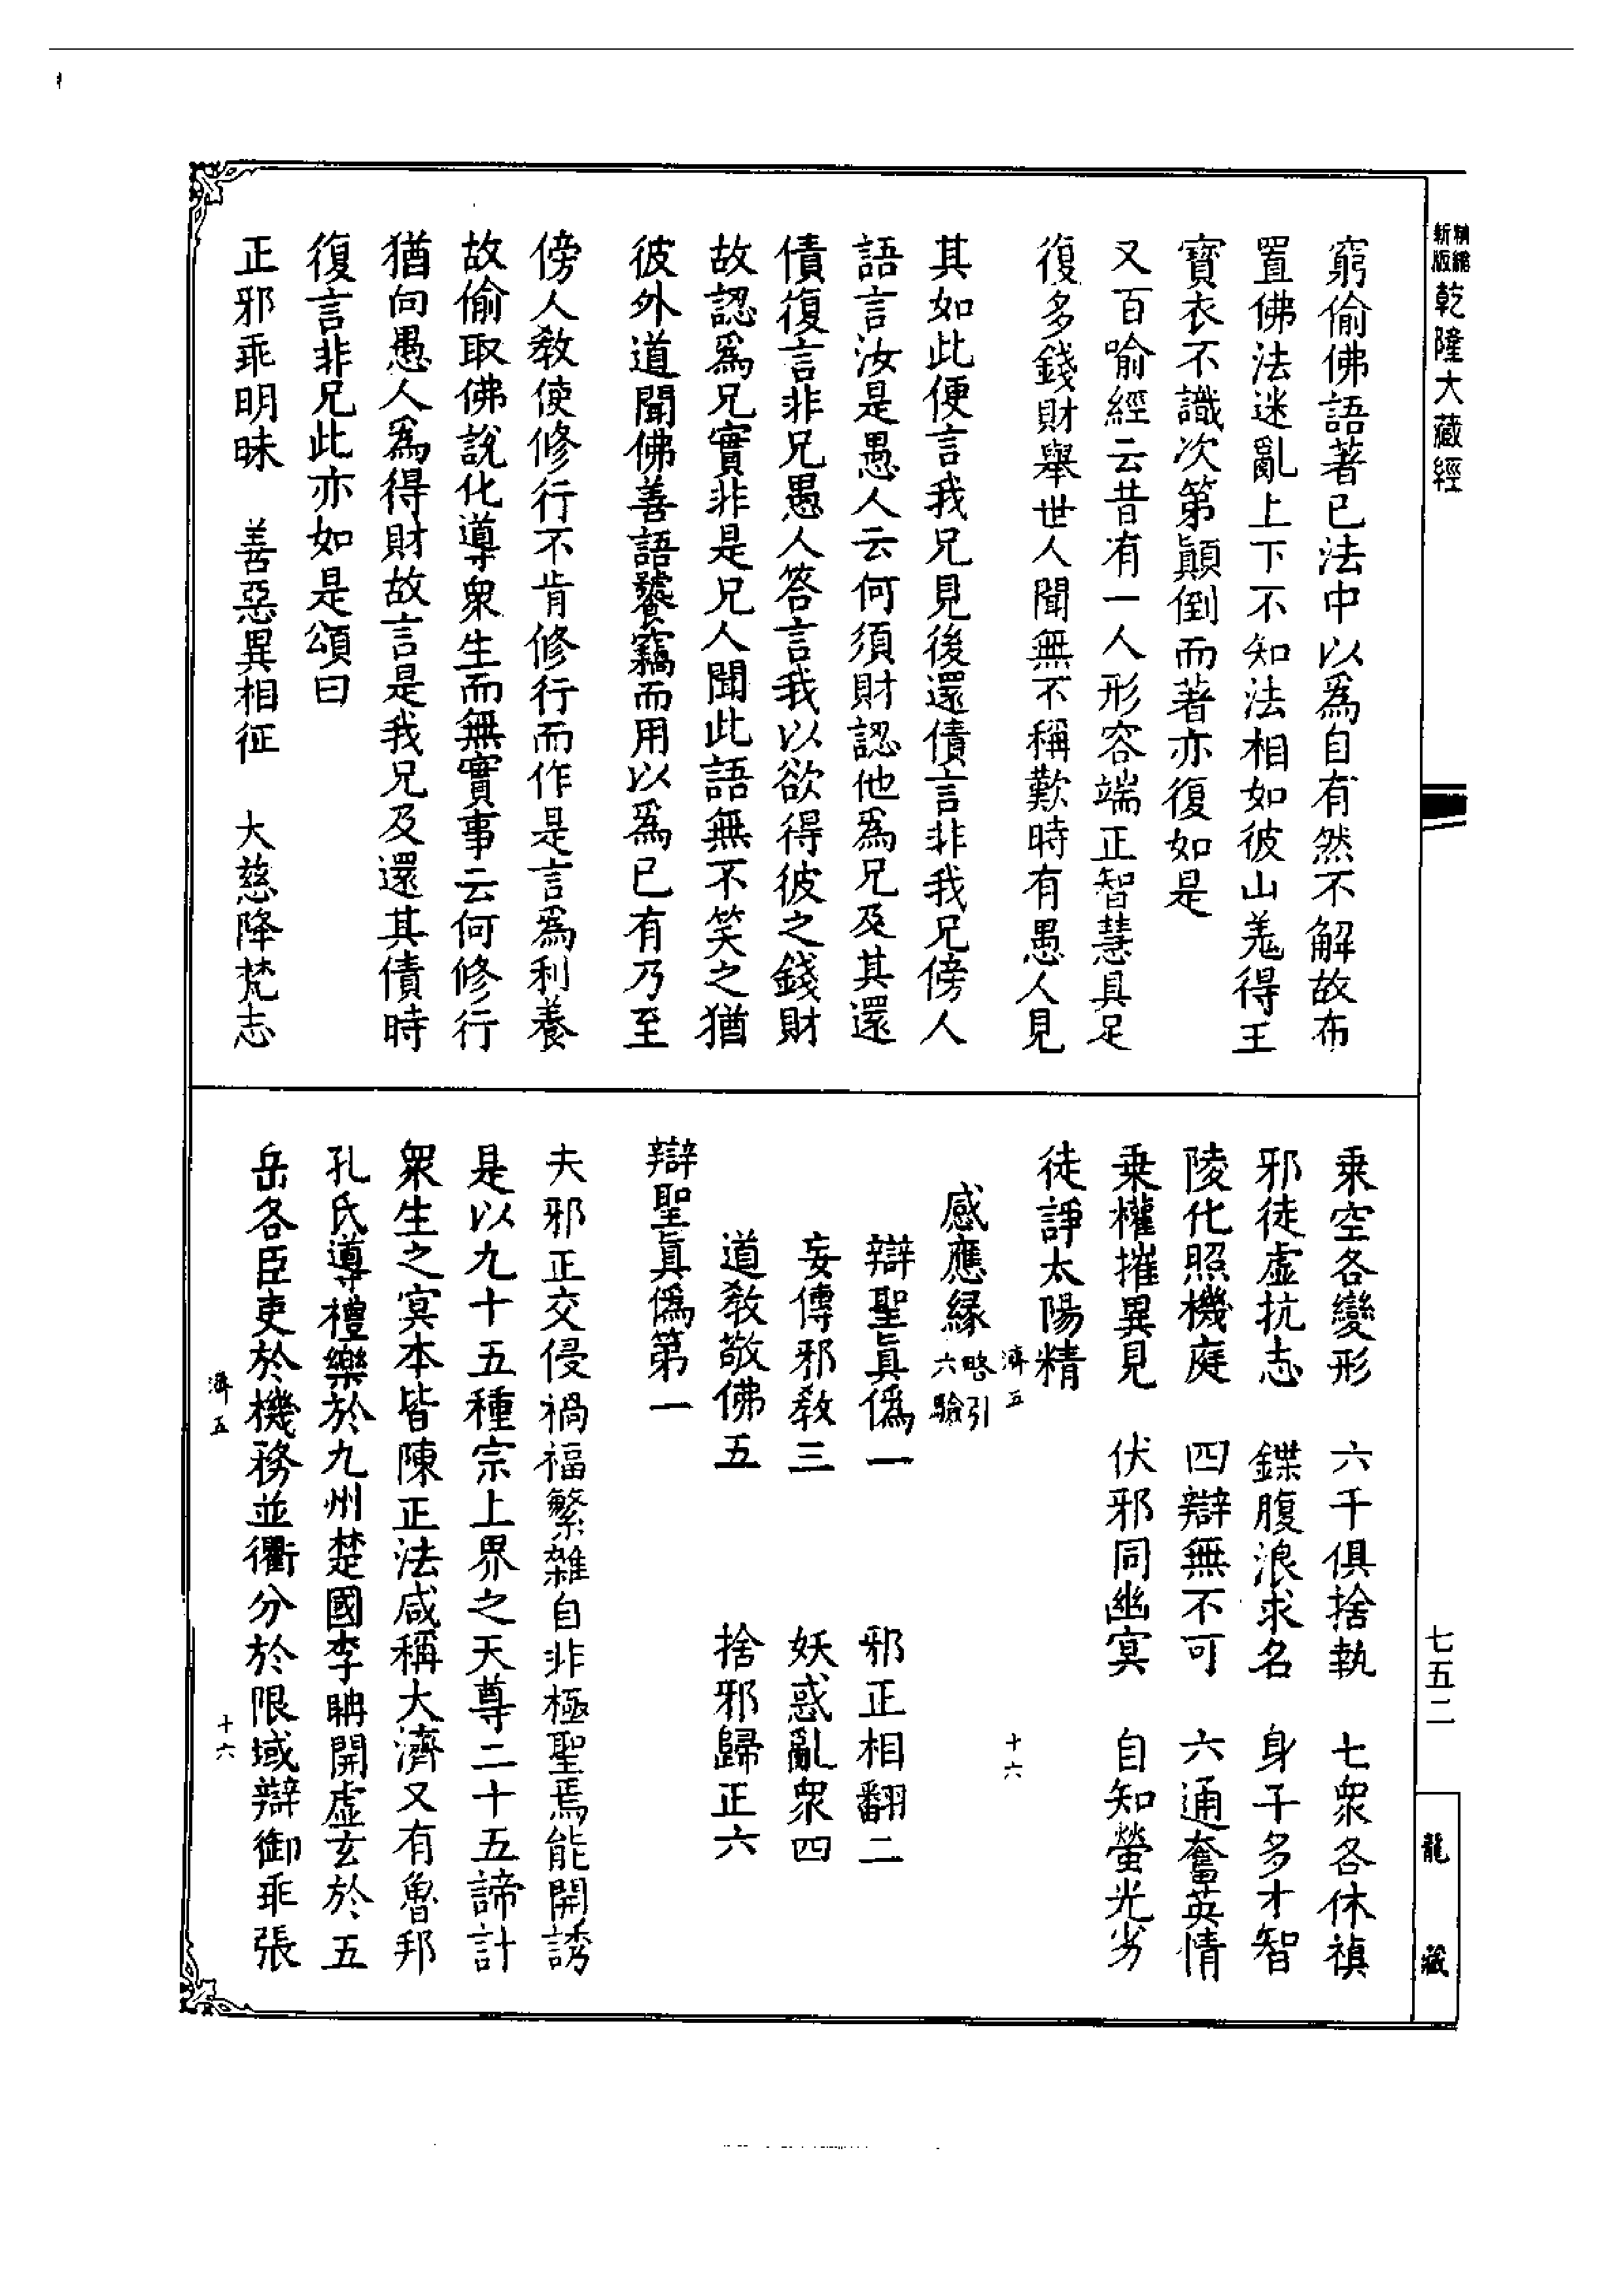 精縮新版乾隆大藏經
窮偷佛語著已法中以爲自有然不解故布
置佛法迷亂上下不知法相如彼山羌得王
寶衣不識次第顛倒而著亦復如是
又百喻經云昔有一人形容端正智慧具足
復多錢財舉世人聞無不稱歎時有愚人見
其如此便言我兄見後還債言非我兄傍人
語言汝是愚人云何須財認他爲兄及其還
債復言非兄愚人答言我以欲得彼之錢財
故認爲兄實非是兄人聞此語無不笑之猶
彼外道聞佛善語饕竊而用以爲已有乃至
傍人教使修行不肯修行而作是言爲利養
故偷取佛說化導衆生而無實事云何修行
猶向愚人爲得財故言是我兄及還其債時
復言非兄此亦如是頌曰
正邪乖明昧　善惡異相征　大慈降梵志
七五二
龍藏
乗空各變形　六千俱捨執　七衆各休禎
邪徒虛抗志　鍱腹浪求名　身子多才智
陵化照機庭　四辯無不可　六通奮英情
乗權摧異見　伏邪同幽冥　自知螢光劣
徒諍太陽精
濟五　十六
感應緣略引六驗
辯聖真僞一　邪正相翻二
妄傳邪教三　妖惑亂衆四
道教敬佛五　捨邪歸正六
辯聖真僞第一
夫邪正交侵禍福繁雜自非極聖焉能開誘
是以九十五種宗上界之天尊二十五諦計
衆生之冥本皆陳正法咸稱大濟又有魯邦
孔氏導禮樂於九州楚國李聃開虛玄於五
岳各臣吏於機務並衢分於限域辯御乖張
濟五　十六